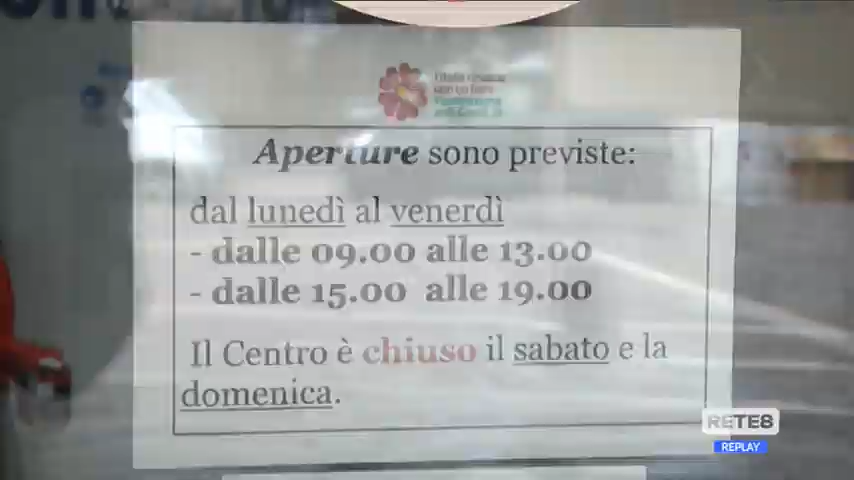 Aperture sono previste:
dal lunedì al venerdì
- dalle 09.00 alle 13.00
- dalle 15.00 alle 19.00
Il Centro è chiuso il sabato e la
domenica.
RETE8
REPLAY